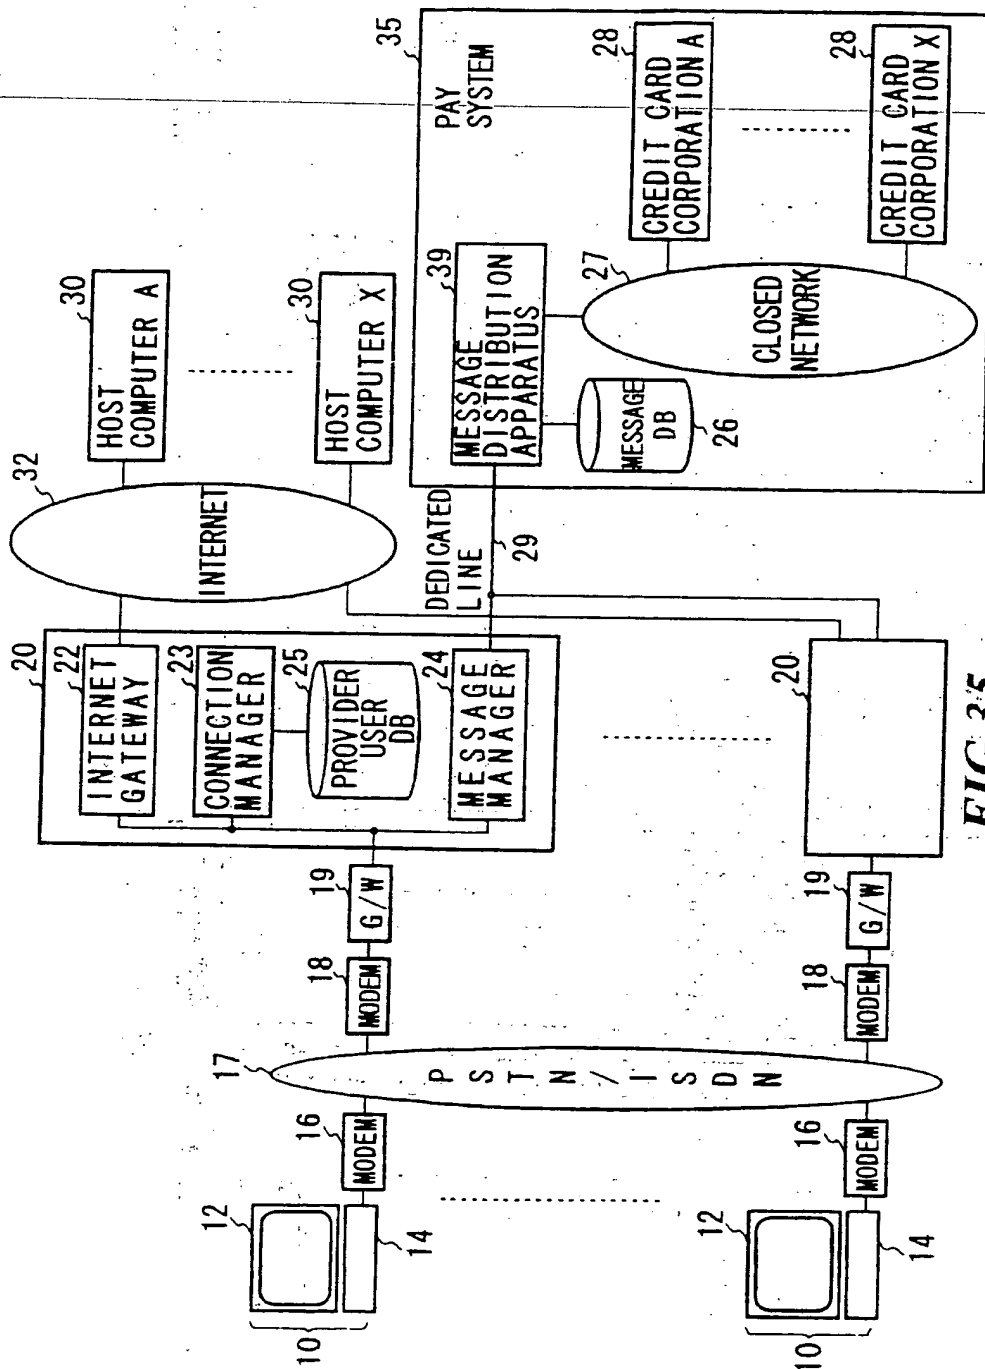 10
12
14
16
MODEM
17
PSTN/ISDN
18
MODEM
19
G/W
20
22
INTERNET
GATEWAY
23
CONNECTION
MANAGER
25
PROVIDER
USER
DB
24
MESSAGE
MANAGER
32
INTERNET
30
HOST
COMPUTER A
30
HOST
COMPUTER X
DEDICATED
LINE
29
35
PAY
SYSTEM
39
MESSAGE
DISTRIBUTION
APPARATUS
MESSAGE
DB
26
27
CLOSED
NETWORK
28
CREDIT CARD
CORPORATION A
28
CREDIT CARD
CORPORATION X
10
12
14
16
MODEM
18
MODEM
19
G/W
20
FIG. 35